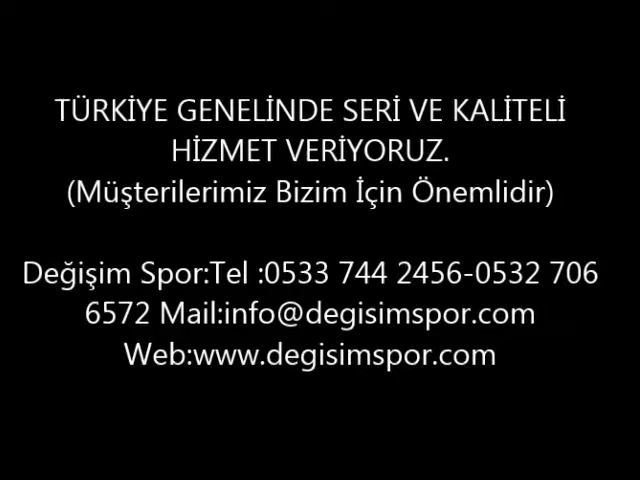 TÜRKİYE GENELİNDE SERİ VE KALİTELİ
HİZMET VERİYORUZ.
(Müşterilerimiz Bizim İçin Önemlidir)
Değişim Spor:Tel :0533 744 2456-0532 706
6572 Mail:info@degisimspor.com
Web:www.degisimspor.com